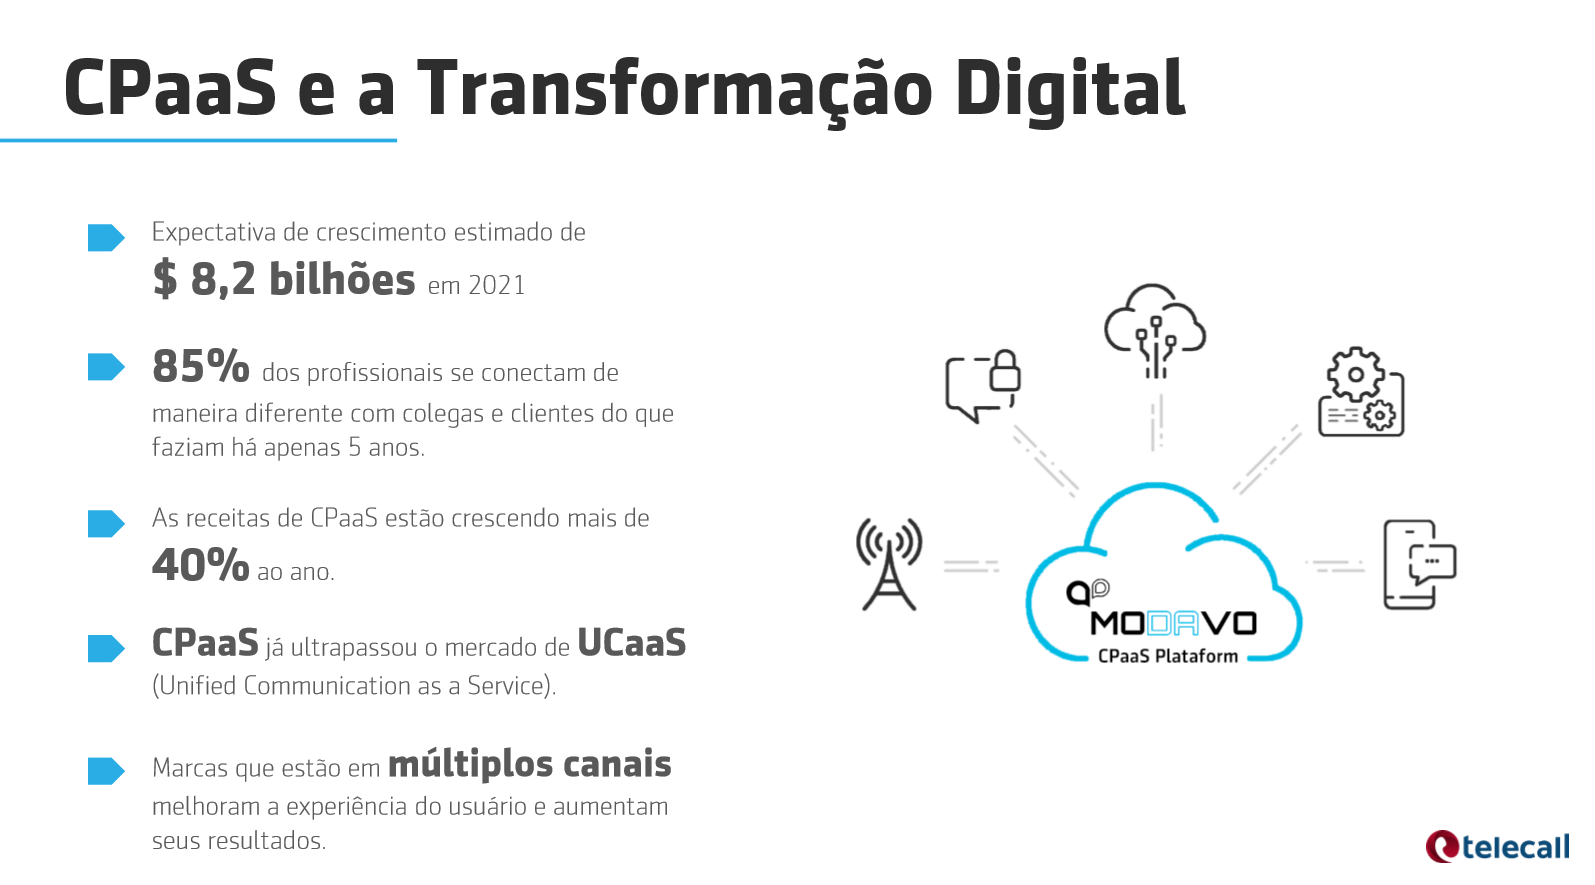 CPaaS e a Transformação Digital
Expectativa de crescimento estimado de
$ 8,2 bilhões em 2021
85% dos profissionais se conectam de
maneira diferente com colegas e clientes do que
faziam há apenas 5 anos.
As receitas de CPaaS estão crescendo mais de
40% ao ano.
CPaaS já ultrapassou o mercado de UCaaS
(Unified Communication as a Service).
Marcas que estão em múltiplos canais
melhoram a experiência do usuário e aumentam
seus resultados.
MODAVO
CPaaS Plataform
telecall